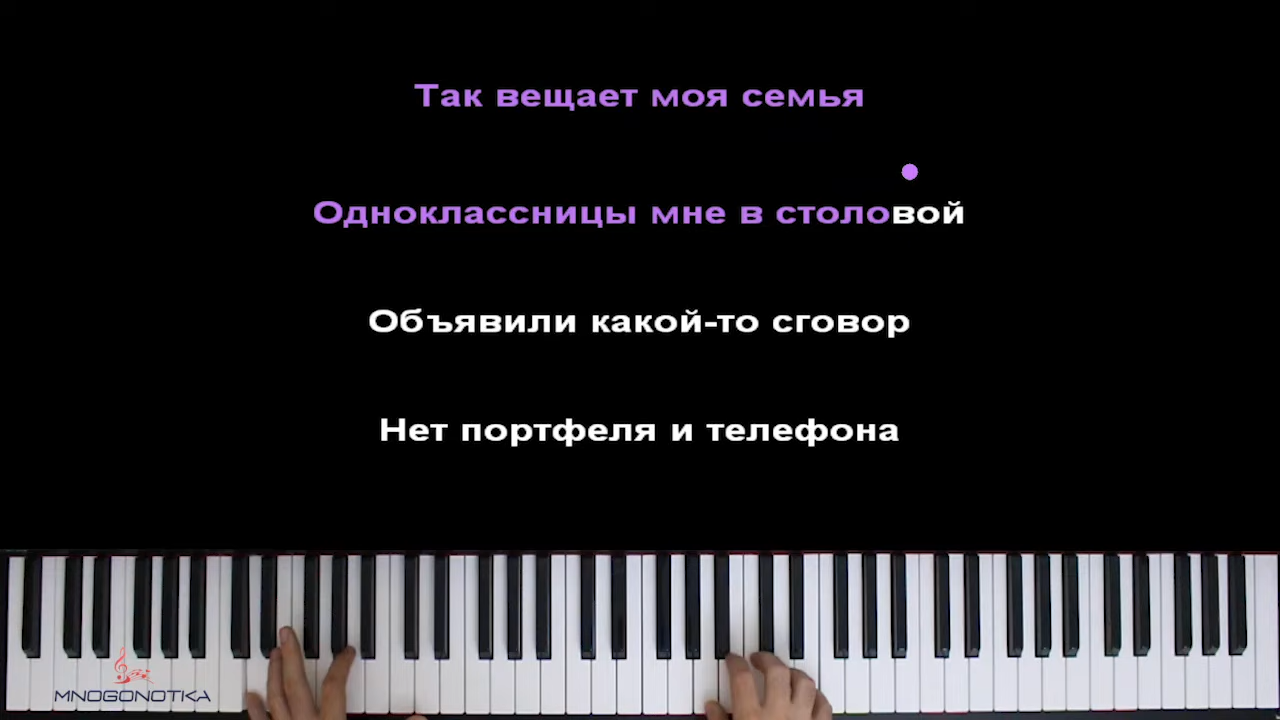 Так вещает моя семья
Одноклассницы мне в столовой
Объявили какой-то сговор
Нет портфеля и телефона
MNOGONOTKA